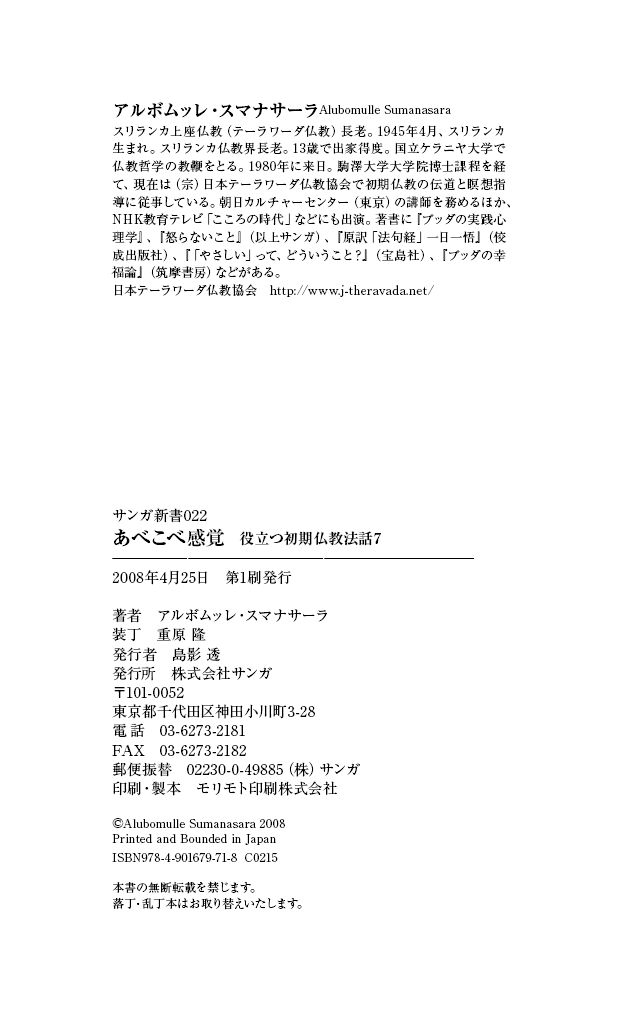 アルボムッレ・スマナサーラAlubomulle Sumanasara
スリランカ上座仏教（テーラワーダ仏教）長老。1945年4月、スリランカ
生まれ。スリランカ仏教界長老。13歳で出家得度。国立ケラニヤ大学で
仏教哲学の教鞭をとる。1980年に来日。駒澤大学大学院博士課程を経
て、現在は（宗）日本テーラワーダ仏教協会で初期仏教の伝道と瞑想指
導に従事している。朝日カルチャーセンター（東京）の講師を務めるほか、
NHK教育テレビ「こころの時代」などにも出演。著書に『ブッダの実践心
理学』、『怒らないこと』（以上サンガ）、『原訳「法句経」一日一悟』（佼
成出版社）、『「やさしい」って、どういうこと？』（宝島社）、『ブッダの幸
福論』（筑摩書房）などがある。
日本テーラワーダ仏教協会　http://www.j-theravada.net/
サンガ新書022
あべこべ感覚　役立つ初期仏教法話7
2008年4月25日　第1刷発行
著者　アルボムッレ・スマナサーラ
装丁　重原 隆
発行者　島影 透
発行所　株式会社サンガ
〒101-0052
東京都千代田区神田小川町3-28
電話　03-6273-2181
FAX　03-6273-2182
郵便振替　02230-0-49885（株）サンガ
印刷・製本　モリモト印刷株式会社
©Alubomulle Sumanasara 2008
Printed and Bounded in Japan
ISBN978-4-901679-71-8 C0215
本書の無断転載を禁じます。
落丁・乱丁本はお取り替えいたします。